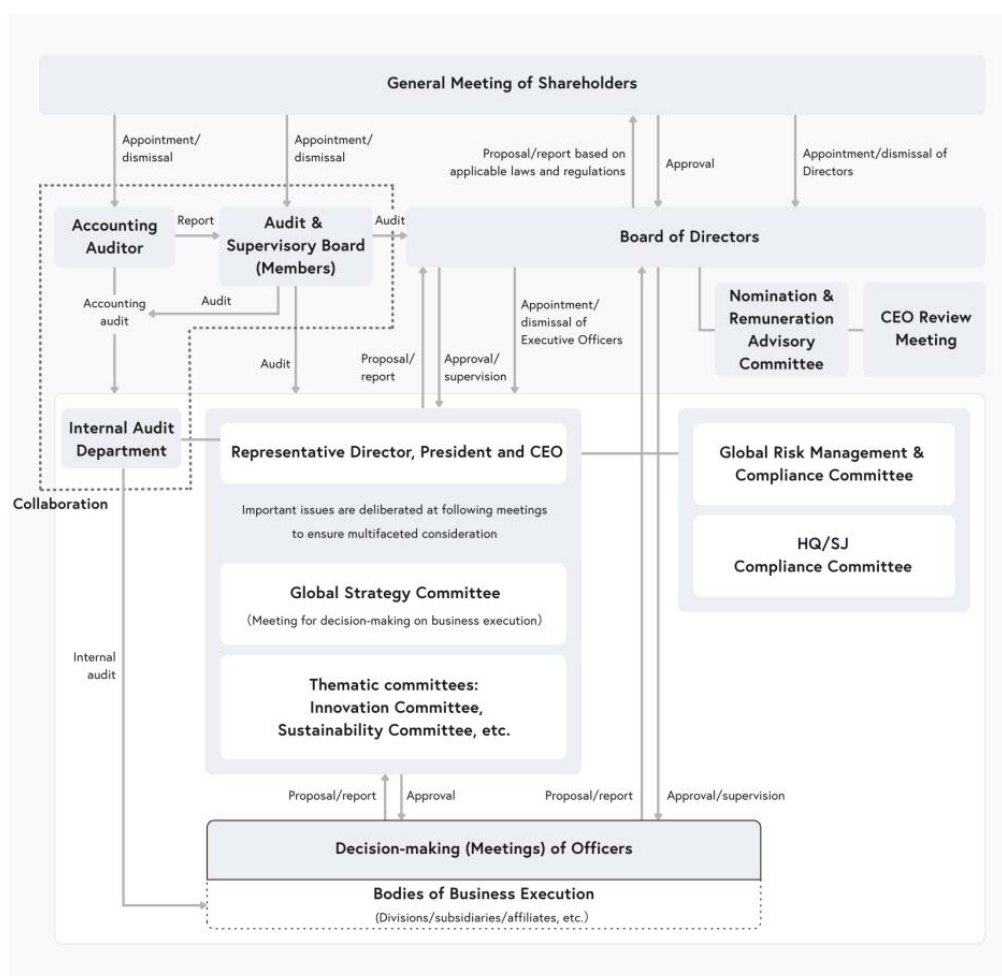 General Meeting of Shareholders
Appointment/
dismissal
Appointment/
dismissal
Proposal/report based on
applicable laws and regulations
Approval
Appointment/dismissal of
Directors
Accounting
Auditor
Report
Audit &
Supervisory Board
(Members)
Audit
Board of Directors
Accounting
audit
Audit
Audit
Proposal/
report
Approval/
supervision
Appointment/
dismissal of
Executive Officers
Nomination &
Remuneration
Advisory
Committee
CEO Review
Meeting
Internal Audit
Department
Collaboration
Representative Director, President and CEO
Important issues are deliberated at following meetings
to ensure multifaceted consideration
Global Strategy Committee
(Meeting for decision-making on business execution)
Thematic committees:
Innovation Committee,
Sustainability Committee, etc.
Global Risk Management &
Compliance Committee
HQ/SJ
Compliance Committee
Internal
audit
Proposal/report
Approval
Proposal/report
Approval/supervision
Decision-making (Meetings) of Officers
Bodies of Business Execution
(Divisions/subsidiaries/affiliates, etc.)